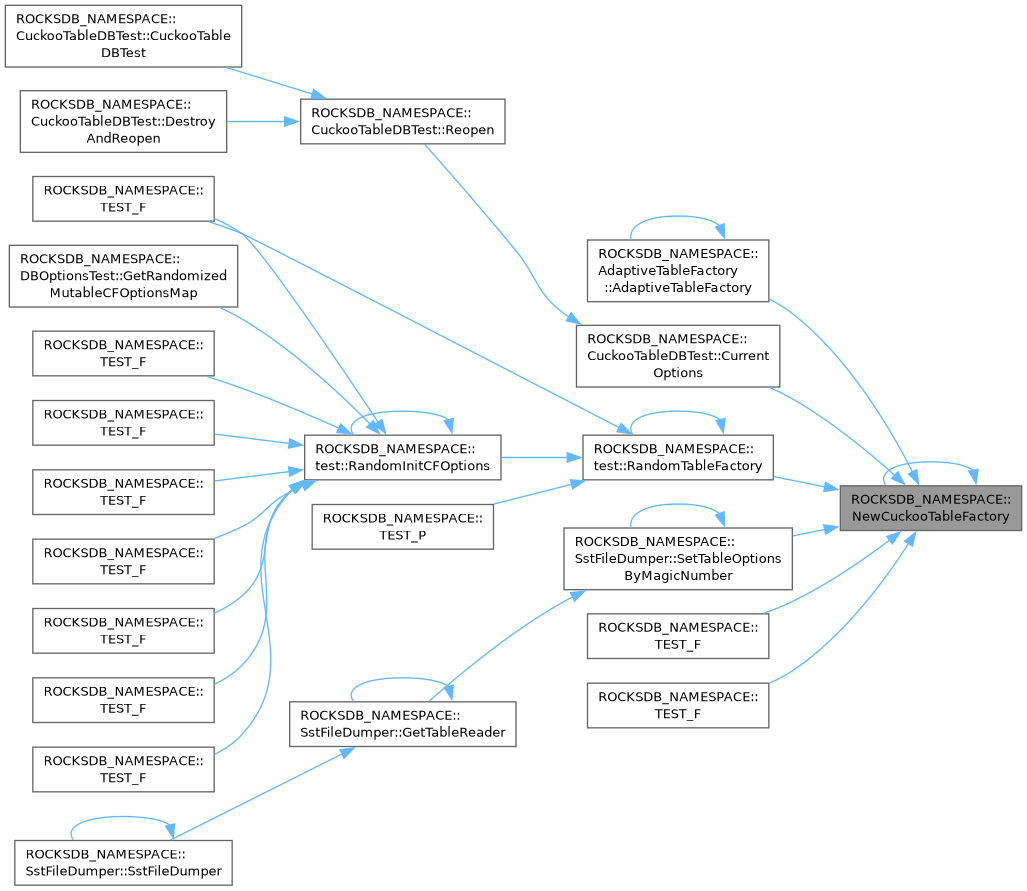 ROCKSDB_NAMESPACE::
CuckooTableDBTest::CuckooTable
DBTest
ROCKSDB_NAMESPACE::
CuckooTableDBTest::Destroy
AndReopen
ROCKSDB_NAMESPACE::
CuckooTableDBTest::Reopen
ROCKSDB_NAMESPACE::
TEST_F
ROCKSDB_NAMESPACE::
DBOptionsTest::GetRandomized
MutableCFOptionsMap
ROCKSDB_NAMESPACE::
TEST_F
ROCKSDB_NAMESPACE::
TEST_F
ROCKSDB_NAMESPACE::
TEST_F
ROCKSDB_NAMESPACE::
TEST_F
ROCKSDB_NAMESPACE::
TEST_F
ROCKSDB_NAMESPACE::
TEST_F
ROCKSDB_NAMESPACE::
TEST_F
ROCKSDB_NAMESPACE::
SstFileDumper::SstFileDumper
ROCKSDB_NAMESPACE::
test::RandomInitCFOptions
ROCKSDB_NAMESPACE::
TEST_P
ROCKSDB_NAMESPACE::
SstFileDumper::GetTableReader
ROCKSDB_NAMESPACE::
AdaptiveTableFactory
::AdaptiveTableFactory
ROCKSDB_NAMESPACE::
CuckooTableDBTest::Current
Options
ROCKSDB_NAMESPACE::
test::RandomTableFactory
ROCKSDB_NAMESPACE::
SstFileDumper::SetTableOptions
ByMagicNumber
ROCKSDB_NAMESPACE::
TEST_F
ROCKSDB_NAMESPACE::
TEST_F
ROCKSDB_NAMESPACE::
NewCuckooTableFactory